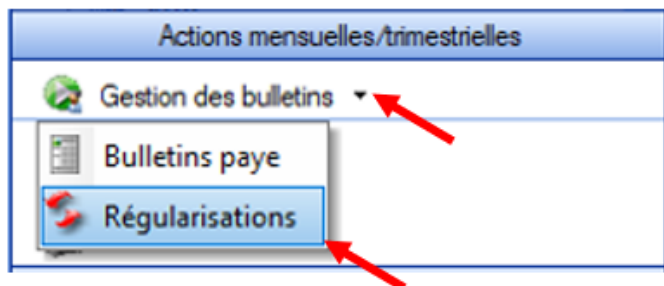 Actions mensuelles/trimestrielles
Gestion des bulletins
Bulletins paye
Régularisations